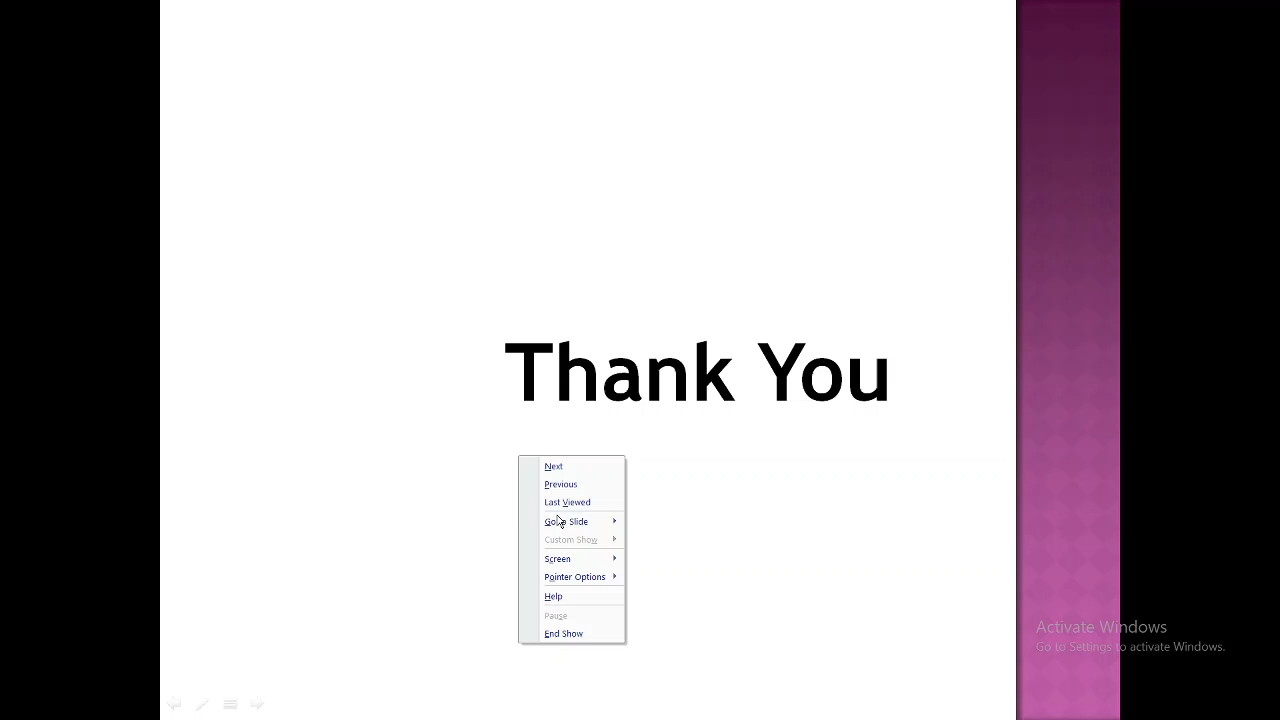 Thank You
Next
Previous
Last Viewed
Go to Slide
Custom Show
Screen
Pointer Options
Help
Pause
End Show
Activate Windows
Go to Settings to activate Windows.